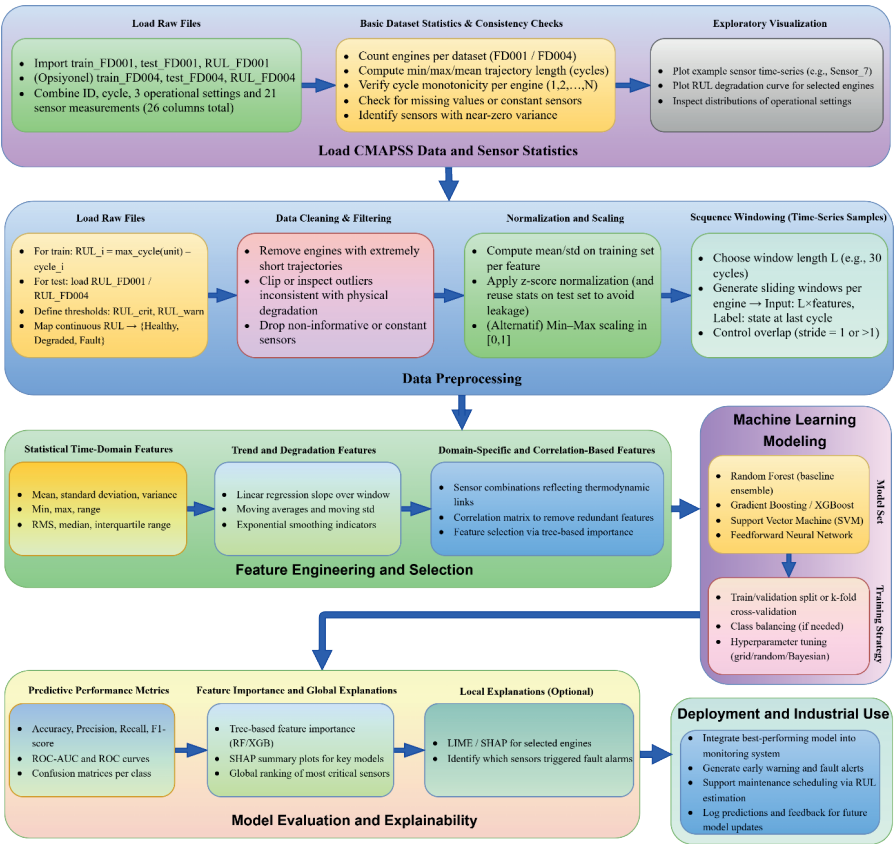 Load Raw Files
Import train_FD001, test_FD001, RUL_FD001
(Opsiyonel) train_FD004, test_FD004, RUL_FD004
Combine ID, cycle, 3 operational settings and 21
sensor measurements (26 columns total)
Basic Dataset Statistics & Consistency Checks
Count engines per dataset (FD001 / FD004)
Compute min/max/mean trajectory length (cycles)
Verify cycle monotonicity per engine (1,2,…,N)
Check for missing values or constant sensors
Identify sensors with near-zero variance
Exploratory Visualization
Plot example sensor time-series (e.g., Sensor_7)
Plot RUL degradation curve for selected engines
Inspect distributions of operational settings
Load CMAPSS Data and Sensor Statistics
Load Raw Files
For train: RUL_i = max_cycle(unit) –
cycle_i
For test: load RUL_FD001 /
RUL_FD004
Define thresholds: RUL_crit, RUL_warn
Map continuous RUL → {Healthy,
Degraded, Fault}
Data Cleaning & Filtering
Remove engines with extremely
short trajectories
Clip or inspect outliers
inconsistent with physical
degradation
Drop non-informative or constant
sensors
Normalization and Scaling
Compute mean/std on training set
per feature
Apply z-score normalization (and
reuse stats on test set to avoid
leakage)
(Alternatif) Min–Max scaling in
[0,1]
Sequence Windowing (Time-Series Samples)
Choose window length L (e.g., 30
cycles)
Generate sliding windows per
engine → Input: L×features,
Label: state at last cycle
Control overlap (stride = 1 or >1)
Data Preprocessing
Statistical Time-Domain Features
Mean, standard deviation, variance
Min, max, range
RMS, median, interquartile range
Trend and Degradation Features
Linear regression slope over window
Moving averages and moving std
Exponential smoothing indicators
Domain-Specific and Correlation-Based Features
Sensor combinations reflecting thermodynamic
links
Correlation matrix to remove redundant features
Feature selection via tree-based importance
Feature Engineering and Selection
Machine Learning
Modeling
Random Forest (baseline
ensemble)
Gradient Boosting / XGBoost
Support Vector Machine (SVM)
Feedforward Neural Network
Model Set
Train/validation split or k-fold
cross-validation
Class balancing (if needed)
Hyperparameter tuning
(grid/random/Bayesian)
Training Strategy
Predictive Performance Metrics
Accuracy, Precision, Recall, F1-
score
ROC-AUC and ROC curves
Confusion matrices per class
Feature Importance and Global Explanations
Tree-based feature importance
(RF/XGB)
SHAP summary plots for key models
Global ranking of most critical sensors
Local Explanations (Optional)
LIME / SHAP for selected engines
Identify which sensors triggered fault alarms
Model Evaluation and Explainability
Deployment and Industrial Use
Integrate best-performing model into
monitoring system
Generate early warning and fault alerts
Support maintenance scheduling via RUL
estimation
Log predictions and feedback for future
model updates